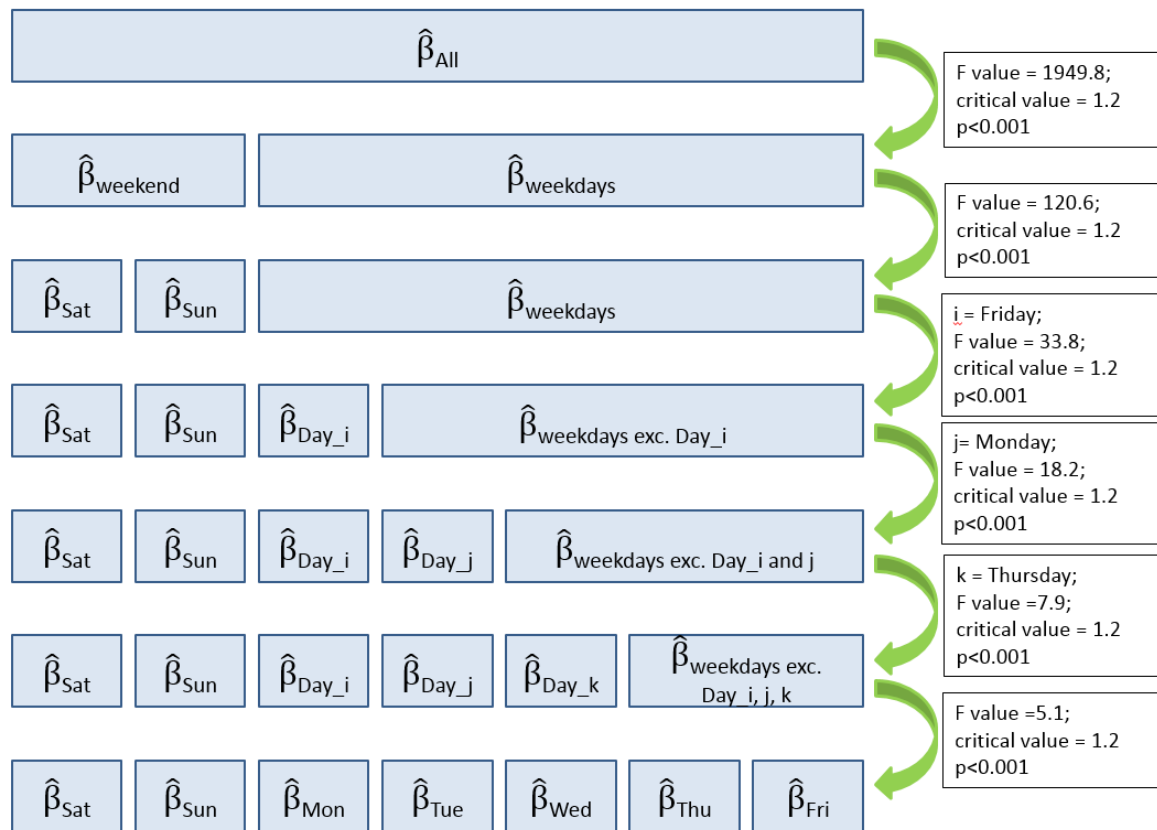 β̂All
F value = 1949.8;
critical value = 1.2
p<0.001
β̂weekend
β̂weekdays
F value = 120.6;
critical value = 1.2
p<0.001
β̂Sat
β̂Sun
β̂weekdays
i = Friday;
F value = 33.8;
critical value = 1.2
p<0.001
β̂Sat
β̂Sun
β̂Day_i
β̂weekdays exc. Day_i
j= Monday;
F value = 18.2;
critical value = 1.2
p<0.001
β̂Sat
β̂Sun
β̂Day_i
β̂Day_j
β̂weekdays exc. Day_i and j
k = Thursday;
F value =7.9;
critical value = 1.2
p<0.001
β̂Sat
β̂Sun
β̂Day_i
β̂Day_j
β̂Day_k
β̂weekdays exc.
Day_i, j, k
F value =5.1;
critical value = 1.2
p<0.001
β̂Sat
β̂Sun
β̂Mon
β̂Tue
β̂Wed
β̂Thu
β̂Fri